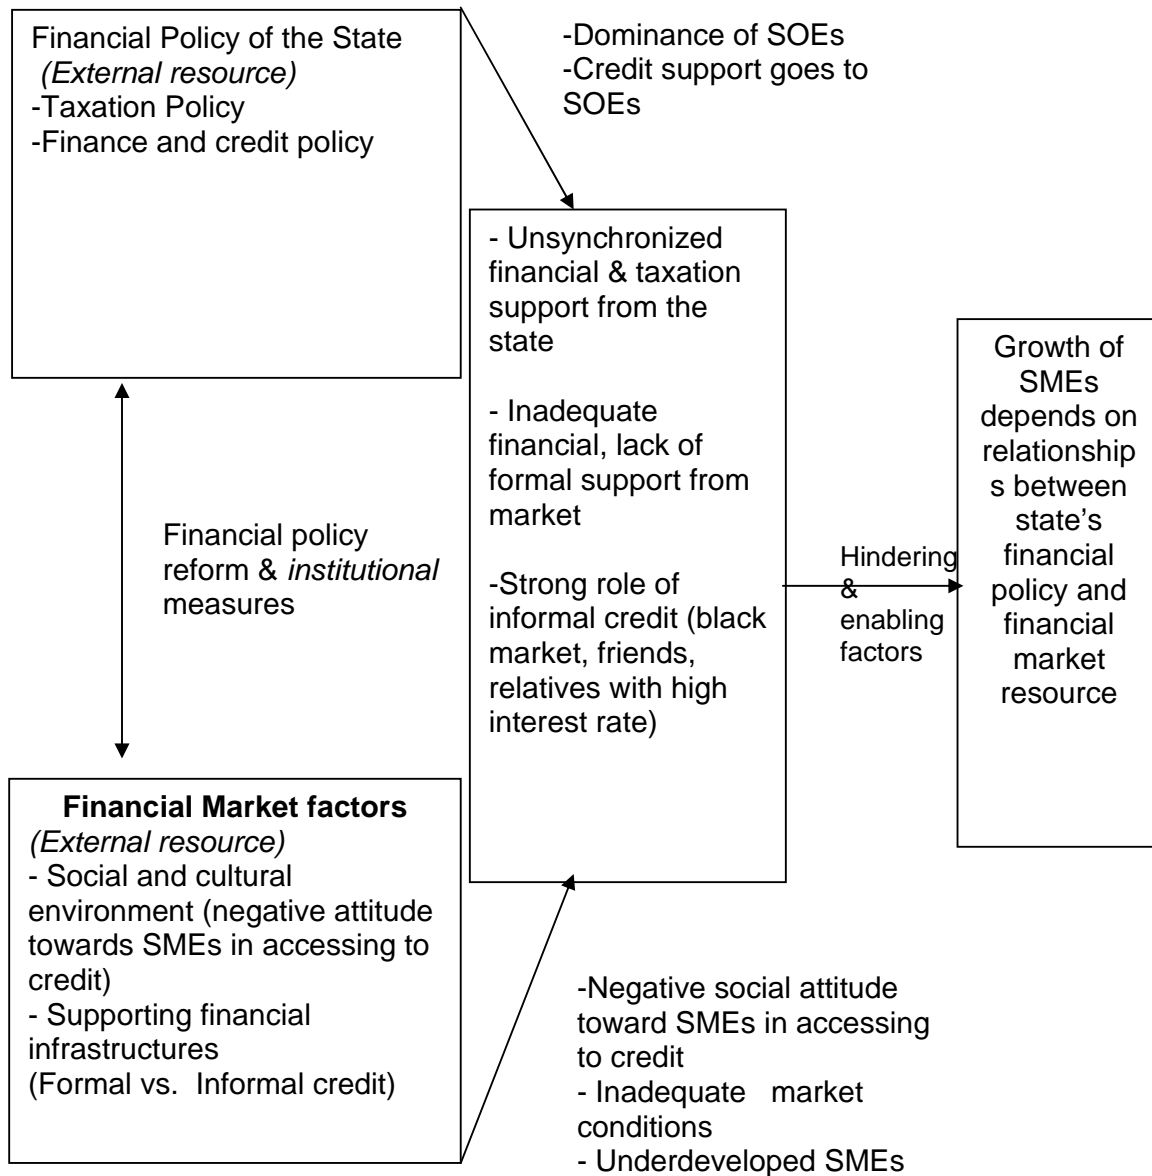 Financial Policy of the State
(External resource)
-Taxation Policy
-Finance and credit policy
-Dominance of SOEs
-Credit support goes to
SOEs
- Unsynchronized
financial & taxation
support from the
state
- Inadequate
financial, lack of
formal support from
market
-Strong role of
informal credit (black
market, friends,
relatives with high
interest rate)
Financial policy
reform & institutional
measures
Hindering
&
enabling
factors
Growth of
SMEs
depends on
relationship
s between
state’s
financial
policy and
financial
market
resource
Financial Market factors
(External resource)
- Social and cultural
environment (negative attitude
towards SMEs in accessing to
credit)
- Supporting financial
infrastructures
(Formal vs. Informal credit)
-Negative social attitude
toward SMEs in accessing
to credit
- Inadequate market
conditions
- Underdeveloped SMEs